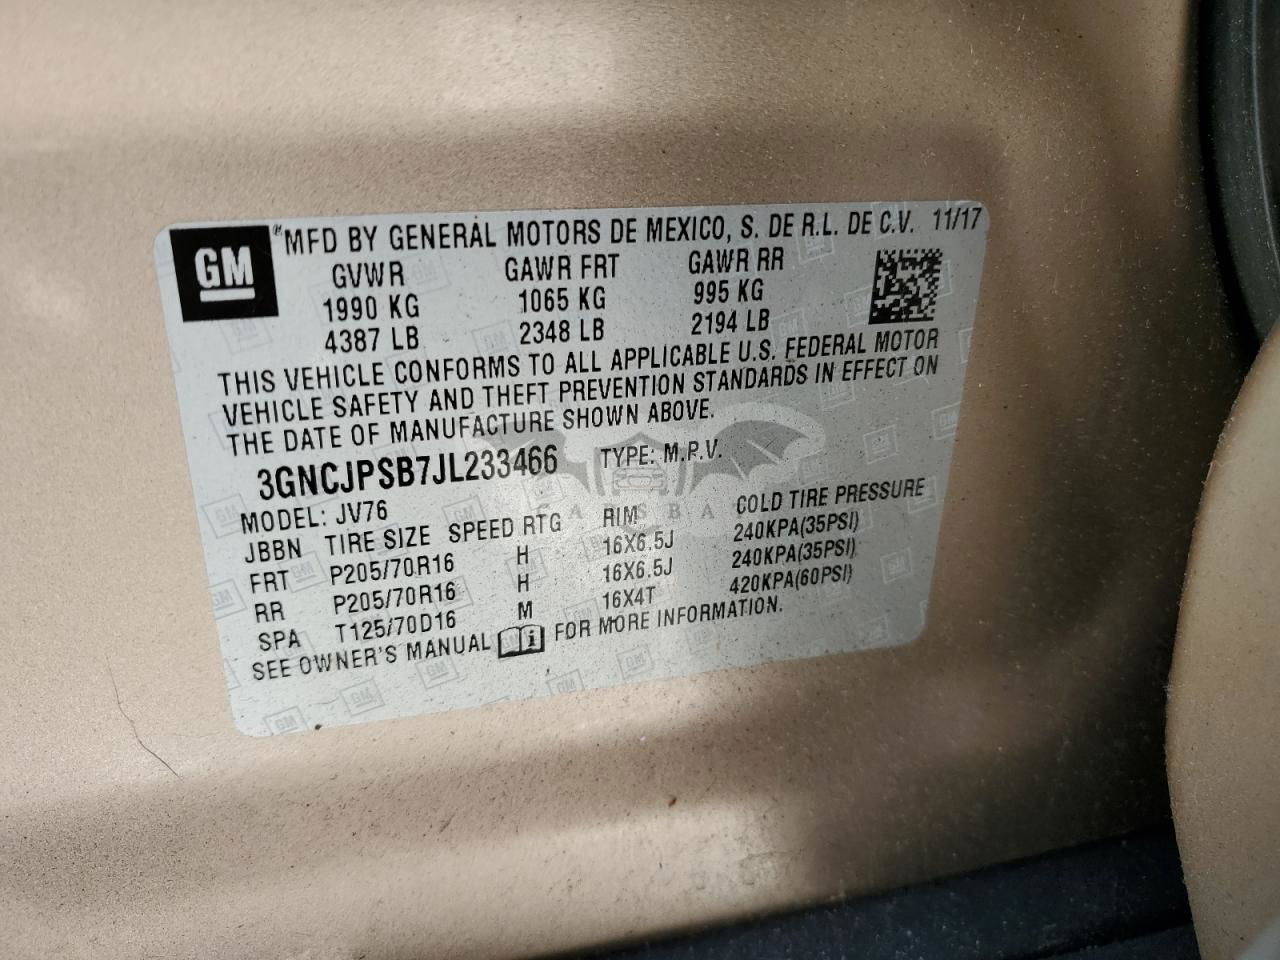 GM
MFD BY GENERAL MOTORS DE MEXICO, S. DE R.L. DE C.V. 11/17
GVWR GAWR FRT GAWR RR
1990 KG 1065 KG 995 KG
4387 LB 2348 LB 2194 LB
THIS VEHICLE CONFORMS TO ALL APPLICABLE U.S. FEDERAL MOTOR
VEHICLE SAFETY AND THEFT PREVENTION STANDARDS IN EFFECT ON
THE DATE OF MANUFACTURE SHOWN ABOVE.
3GNCJPSB7JL233466 TYPE: M.P.V.
MODEL: JV76
JBBN TIRE SIZE SPEED RTG RIM COLD TIRE PRESSURE
FRT P205/70R16 H 16X6.5J 240KPA(35PSI)
RR P205/70R16 H 16X6.5J 240KPA(35PSI)
SPA T125/70D16 M 16X4T 420KPA(60PSI)
SEE OWNER'S MANUAL FOR MORE INFORMATION.